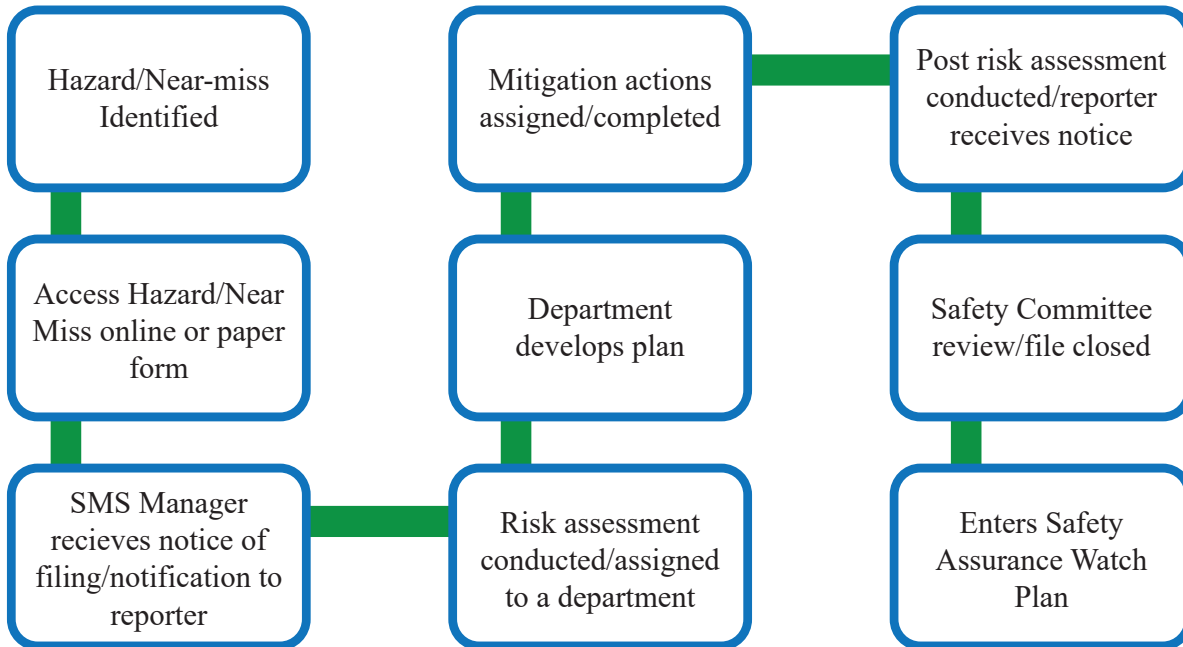 Hazard/Near-miss
Identified
Access Hazard/Near
Miss online or paper
form
SMS Manager
recieves notice of
filing/notification to
reporter
Risk assessment
conducted/assigned
to a department
Department
develops plan
Mitigation actions
assigned/completed
Post risk assessment
conducted/reporter
receives notice
Safety Committee
review/file closed
Enters Safety
Assurance Watch
Plan